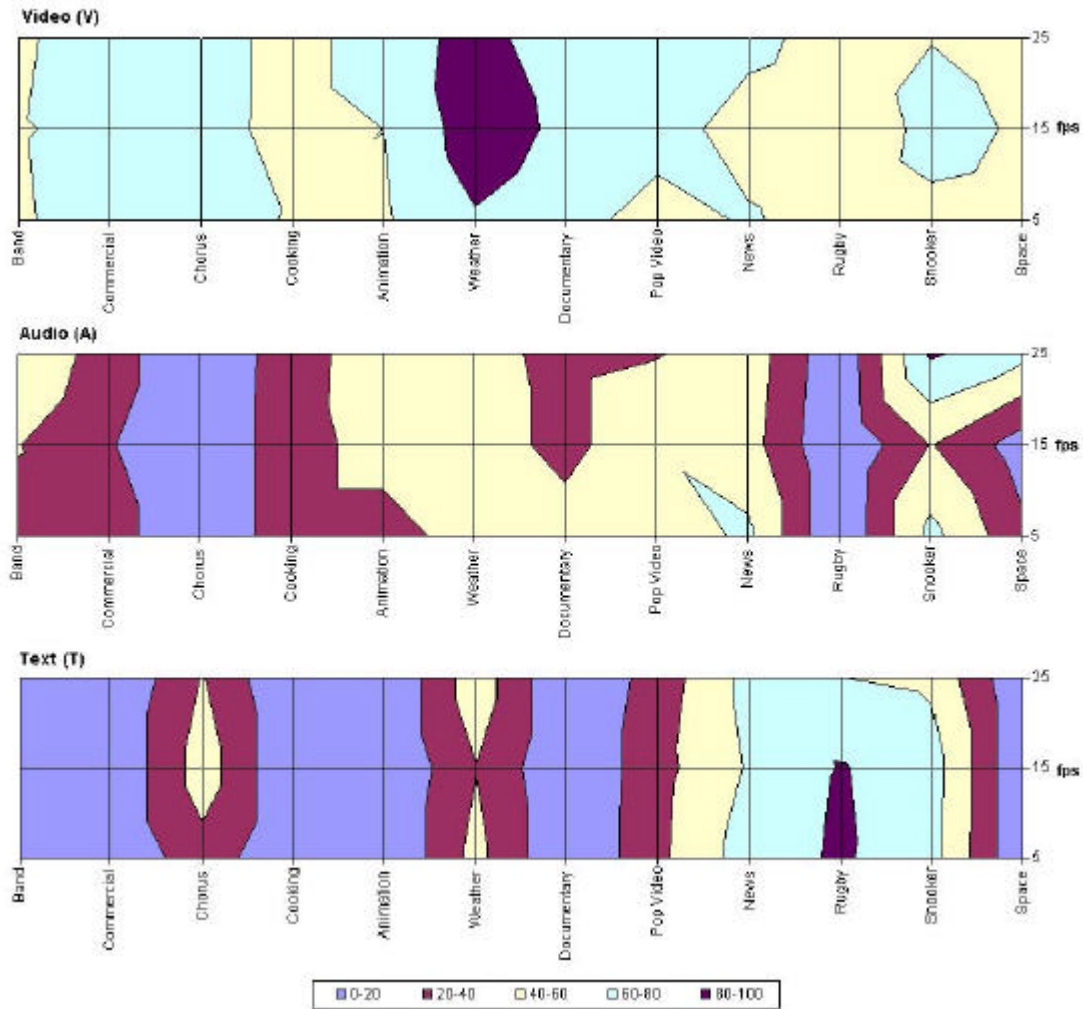 Video (V)
25
15 fps
5
Band Commercial Chorus Cooking Animation Weather Documentary Pop Video News Rugby Snooker Space
Audio (A)
25
15 fps
5
Band Commercial Chorus Cooking Animation Weather Documentary Pop Video News Rugby Snooker Space
Text (T)
25
15 fps
5
Band Commercial Chorus Cooking Animation Weather Documentary Pop Video News Rugby Snooker Space
0-20 20-40 40-60 60-80 80-100